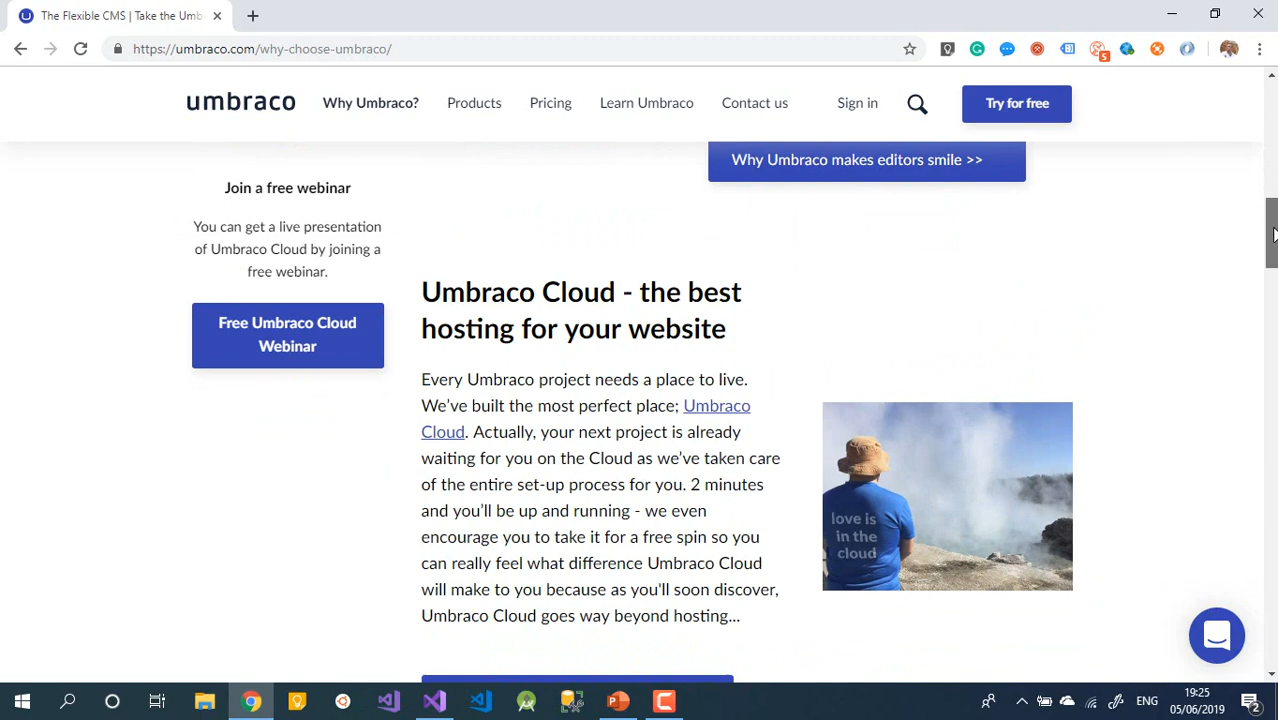 The Flexible CMS | Take the Umb
https://umbraco.com/why-choose-umbraco/
5
umbraco Why Umbraco? Products Pricing Learn Umbraco Contact us Sign in Try for free
Why Umbraco makes editors smile >>
Join a free webinar
You can get a live presentation
of Umbraco Cloud by joining a
free webinar.
Free Umbraco Cloud
Webinar
Umbraco Cloud - the best
hosting for your website
Every Umbraco project needs a place to live.
We've built the most perfect place; Umbraco
Cloud. Actually, your next project is already
waiting for you on the Cloud as we've taken care
of the entire set-up process for you. 2 minutes
and you'll be up and running - we even
encourage you to take it for a free spin so you
can really feel what difference Umbraco Cloud
will make to you because as you'll soon discover,
Umbraco Cloud goes way beyond hosting...
love is
in the
cloud
ENG
19:25
05/06/2019
2